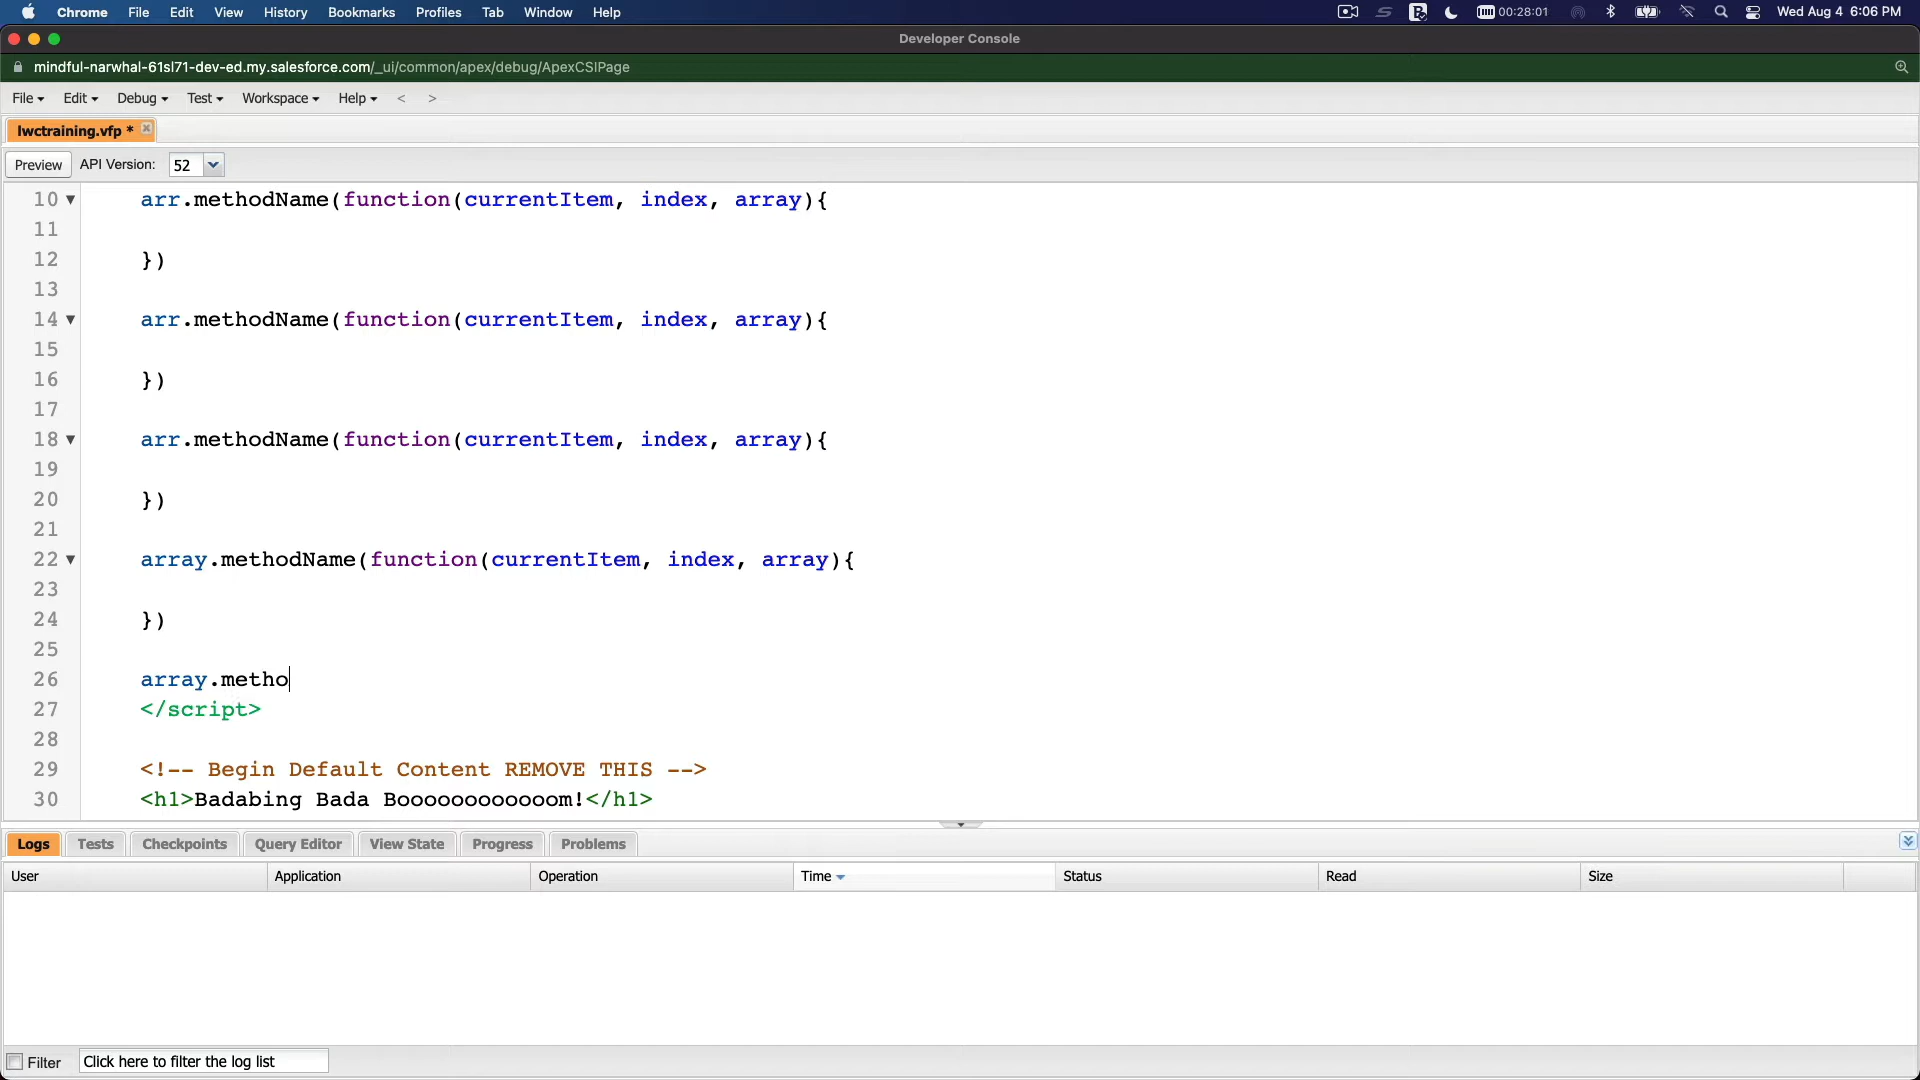 Chrome File Edit View History Bookmarks Profiles Tab Window Help 00:28:01 Wed Aug 4 6:06 PM
Developer Console
mindful-narwhal-61sl71-dev-ed.my.salesforce.com/_ui/common/apex/debug/ApexCSIPage
File Edit Debug Test Workspace Help < >
lwctraining.vfp *
Preview API Version: 52
10 arr.methodName(function(currentItem, index, array){
11
12 })
13
14 arr.methodName(function(currentItem, index, array){
15
16 })
17
18 arr.methodName(function(currentItem, index, array){
19
20 })
21
22 array.methodName(function(currentItem, index, array){
23
24 })
25
26 array.metho
27 </script>
28
29 <!-- Begin Default Content REMOVE THIS -->
30 <h1>Badabing Bada Boooooooooooom!</h1>
Logs Tests Checkpoints Query Editor View State Progress Problems
User Application Operation Time Status Read Size
Filter Click here to filter the log list